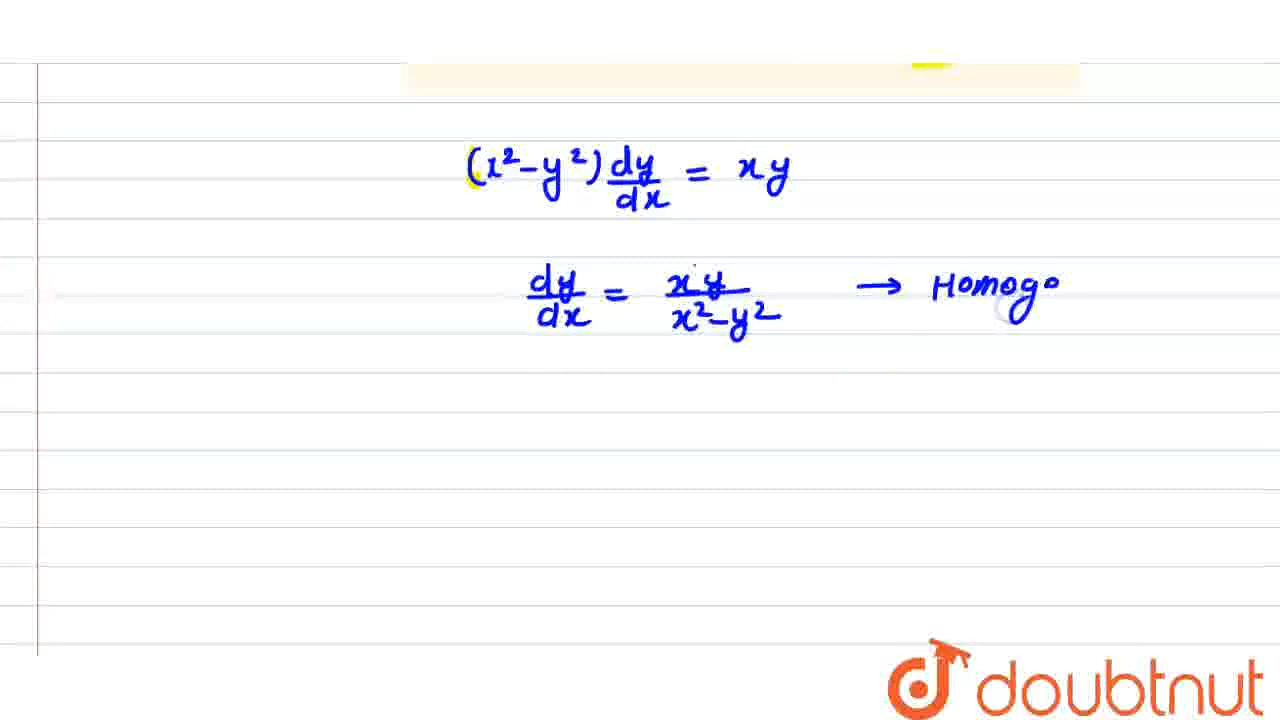 (x²-y²) dy/dx = xy
dy/dx = xy/x²-y² → Homogo
doubtnut